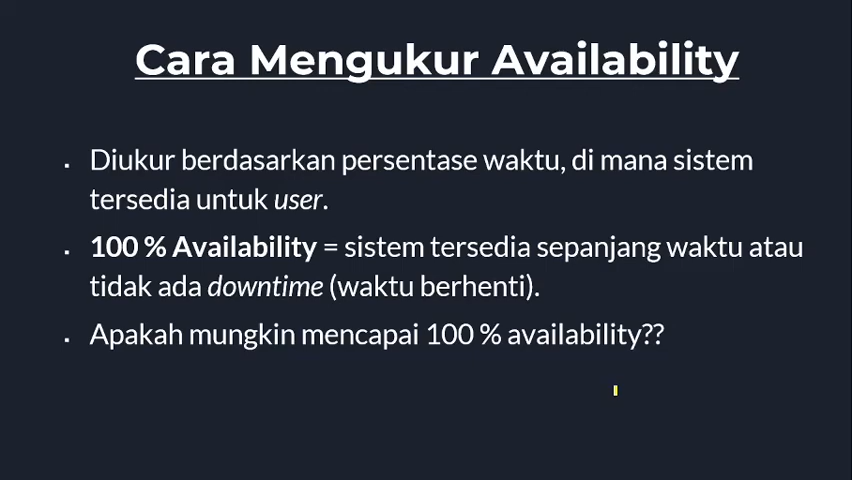 Cara Mengukur Availability
Diukur berdasarkan persentase waktu, di mana sistem
tersedia untuk user.
100 % Availability = sistem tersedia sepanjang waktu atau
tidak ada downtime (waktu berhenti).
Apakah mungkin mencapai 100 % availability??